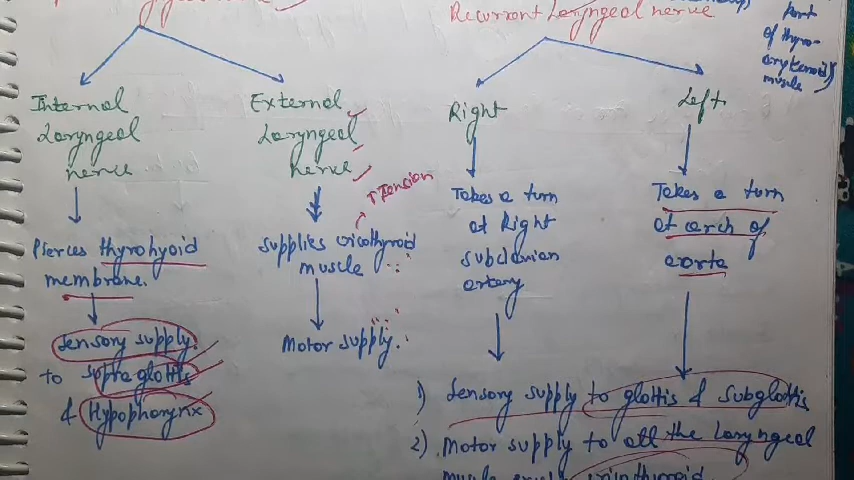 Recurrent Laryngeal nerve
part
of thyro-
arytenoid
muscle
Internal
Laryngeal
nerve
Pierces thyrohyoid
membrane.
Sensory supply
to supraglottis
& Hypopharynx
External
Laryngeal
nerve
↑Tension
supplies cricothyroid
muscle
Motor supply.
Right
Takes a turn
at Right
subclavian
artery
Left
Takes a turn
at arch of
aorta
1) Sensory supply to glottis & subglottis
2) Motor supply to all the Laryngeal
muscle cricothyroid